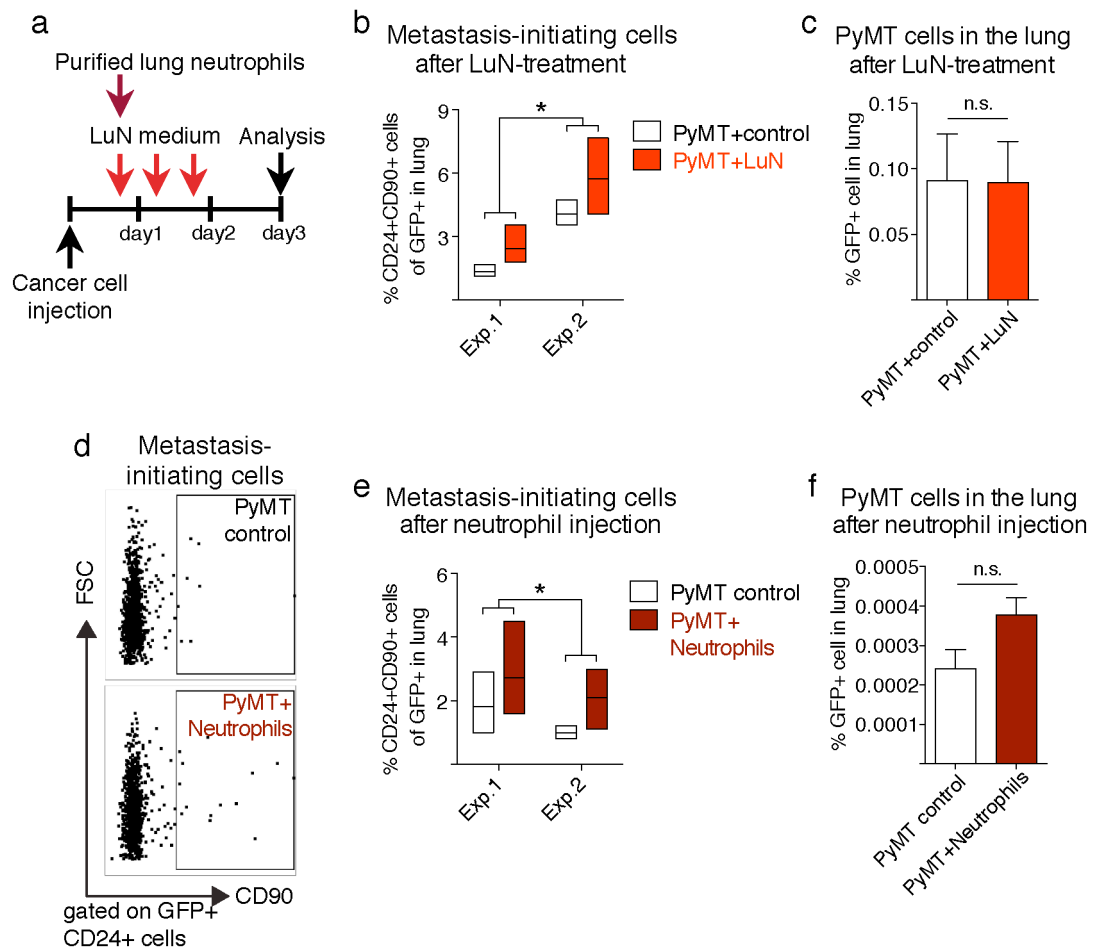 a
Purified lung neutrophils
LuN medium
Analysis
day1
day2
day3
Cancer cell
injection
b
Metastasis-initiating cells
after LuN-treatment
% CD24+CD90+ cells
of GFP+ in lung
9
6
3
*
PyMT+control
PyMT+LuN
Exp.1
Exp.2
c
PyMT cells in the lung
after LuN-treatment
% GFP+ cell in lung
0.15
0.10
0.05
n.s.
PyMT+control
PyMT+LuN
d
Metastasis-
initiating cells
PyMT
control
FSC
PyMT+
Neutrophils
CD90
gated on GFP+
CD24+ cells
e
Metastasis-initiating cells
after neutrophil injection
% CD24+CD90+ cells
of GFP+ in lung
6
4
2
*
PyMT control
PyMT+
Neutrophils
Exp.1
Exp.2
f
PyMT cells in the lung
after neutrophil injection
% GFP+ cell in lung
0.0005
0.0004
0.0003
0.0002
0.0001
n.s.
PyMT control
PyMT+Neutrophils